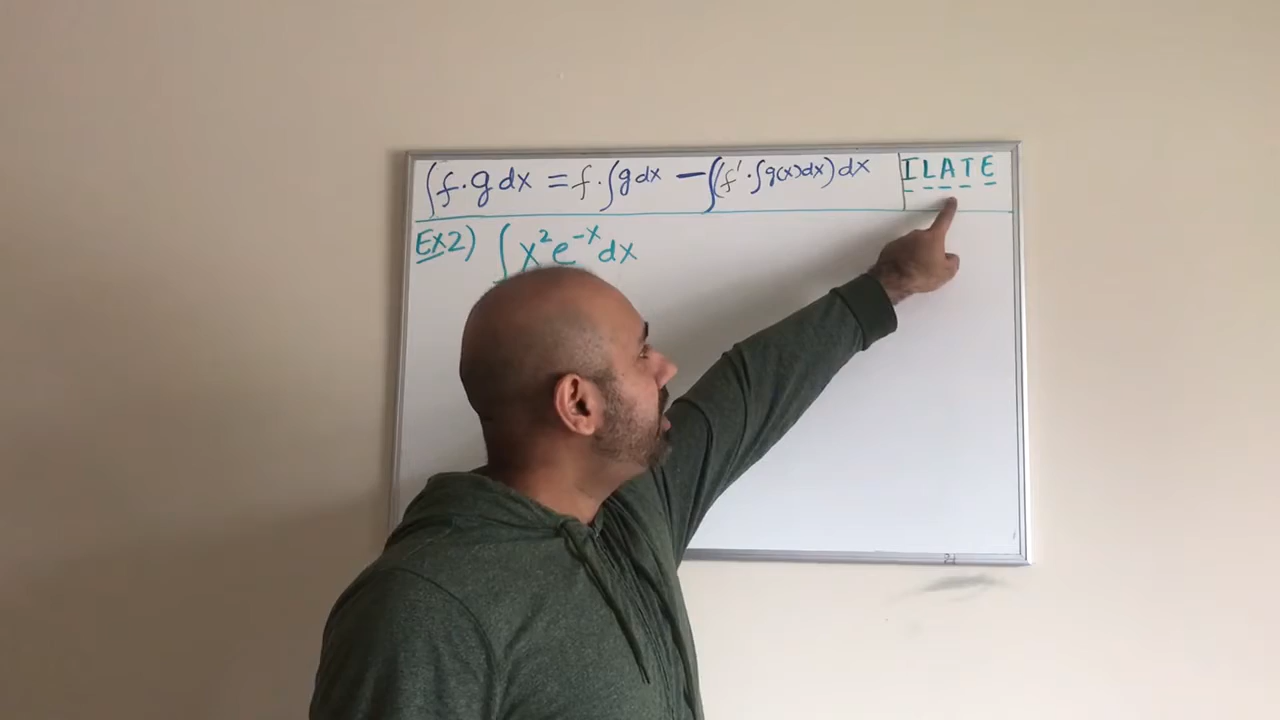 ∫f·g dx = f·∫g dx − ∫(f'·∫g(x)dx)dx ILATE
Ex2) ∫x²e⁻ˣdx